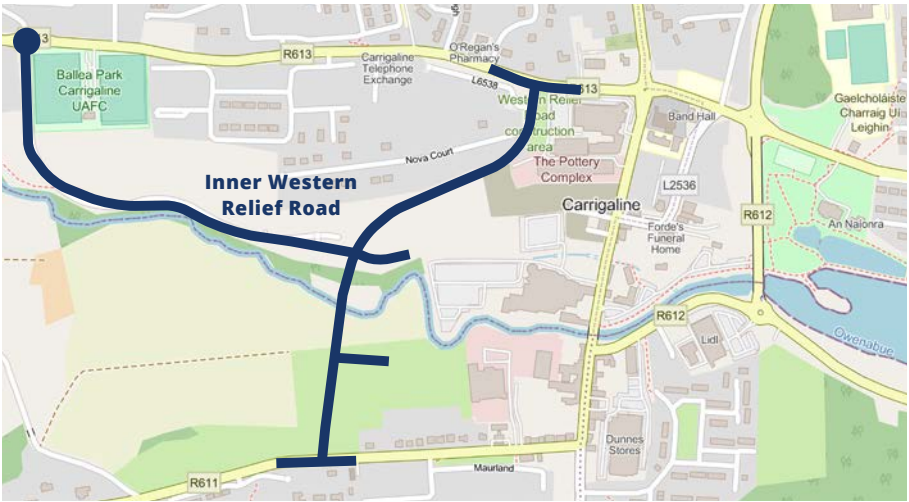 13
R613
O'Regan's
Pharmacy
Carrigaline
Telephone
Exchange
L6538
Ballea Park
Carrigaline
UAFC
Western Relief
Road
construction
area
613
Band Hall
Gaelcholáiste
Charraig Uí
Leighin
Nova Court
The Pottery
Complex
Inner Western
Relief Road
L2536
Carrigaline
R612
An Naíonra
Forde's
Funeral
Home
R612
Lidl
Owenabue
Dunnes
Stores
Maurland
R611